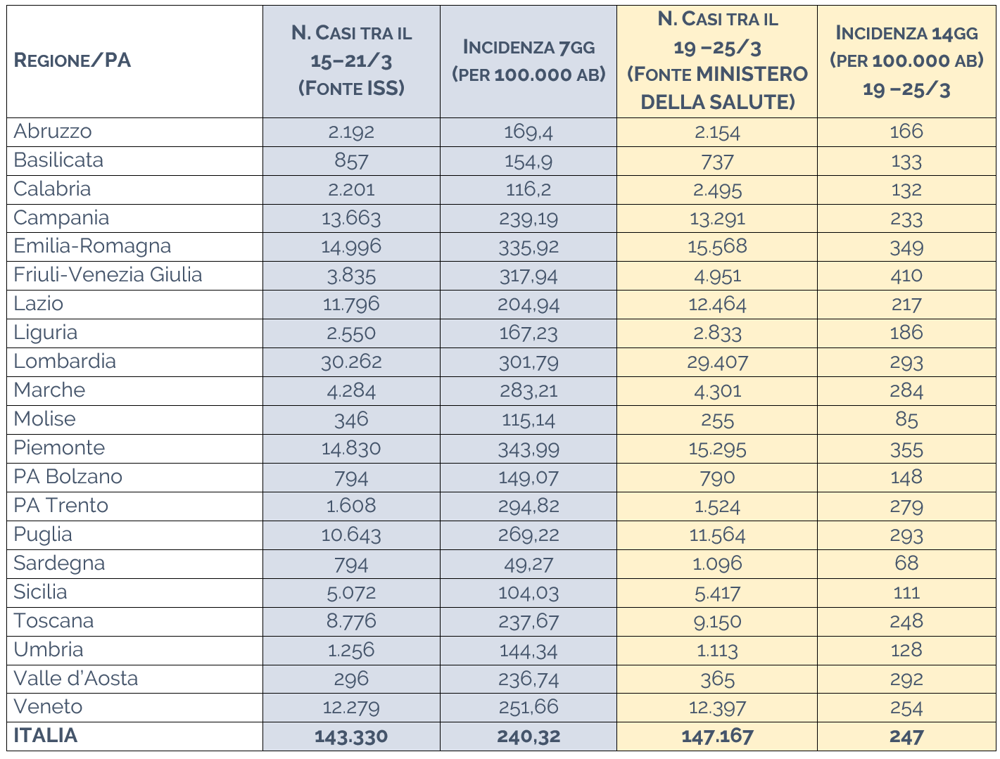 REGIONE/PA | N. CASI TRA IL 15–21/3 (FONTE ISS) | INCIDENZA 7GG (PER 100.000 AB) | N. CASI TRA IL 19 –25/3 (FONTE MINISTERO DELLA SALUTE) | INCIDENZA 14GG (PER 100.000 AB) 19 –25/3
Abruzzo | 2.192 | 169,4 | 2.154 | 166
Basilicata | 857 | 154,9 | 737 | 133
Calabria | 2.201 | 116,2 | 2.495 | 132
Campania | 13.663 | 239,19 | 13.291 | 233
Emilia-Romagna | 14.996 | 335,92 | 15.568 | 349
Friuli-Venezia Giulia | 3.835 | 317,94 | 4.951 | 410
Lazio | 11.796 | 204,94 | 12.464 | 217
Liguria | 2.550 | 167,23 | 2.833 | 186
Lombardia | 30.262 | 301,79 | 29.407 | 293
Marche | 4.284 | 283,21 | 4.301 | 284
Molise | 346 | 115,14 | 255 | 85
Piemonte | 14.830 | 343,99 | 15.295 | 355
PA Bolzano | 794 | 149,07 | 790 | 148
PA Trento | 1.608 | 294,82 | 1.524 | 279
Puglia | 10.643 | 269,22 | 11.564 | 293
Sardegna | 794 | 49,27 | 1.096 | 68
Sicilia | 5.072 | 104,03 | 5.417 | 111
Toscana | 8.776 | 237,67 | 9.150 | 248
Umbria | 1.256 | 144,34 | 1.113 | 128
Valle d’Aosta | 296 | 236,74 | 365 | 292
Veneto | 12.279 | 251,66 | 12.397 | 254
ITALIA | 143.330 | 240,32 | 147.167 | 247